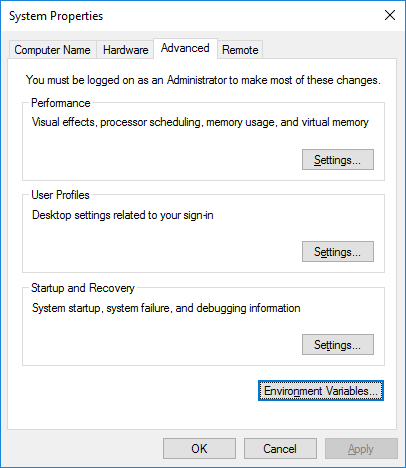 System Properties
Computer Name Hardware Advanced Remote
You must be logged on as an Administrator to make most of these changes.
Performance
Visual effects, processor scheduling, memory usage, and virtual memory
Settings...
User Profiles
Desktop settings related to your sign-in
Settings...
Startup and Recovery
System startup, system failure, and debugging information
Settings...
Environment Variables...
OK Cancel Apply